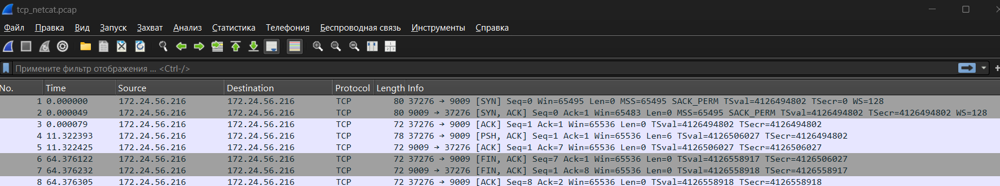 tcp_netcat.pcap
Файл Правка Вид Запуск Захват Анализ Статистика Телефония Беспроводная связь Инструменты Справка
Примените фильтр отображения ... <Ctrl-/>
No. Time Source Destination Protocol Length Info
1 0.000000 172.24.56.216 172.24.56.216 TCP 80 37276 → 9009 [SYN] Seq=0 Win=65495 Len=0 MSS=65495 SACK_PERM TSval=4126494802 TSecr=0 WS=128
2 0.000049 172.24.56.216 172.24.56.216 TCP 80 9009 → 37276 [SYN, ACK] Seq=0 Ack=1 Win=65483 Len=0 MSS=65495 SACK_PERM TSval=4126494802 TSecr=4126494802 WS=128
3 0.000079 172.24.56.216 172.24.56.216 TCP 72 37276 → 9009 [ACK] Seq=1 Ack=1 Win=65536 Len=0 TSval=4126494802 TSecr=4126494802
4 11.322393 172.24.56.216 172.24.56.216 TCP 78 37276 → 9009 [PSH, ACK] Seq=1 Ack=1 Win=65536 Len=6 TSval=4126506027 TSecr=4126494802
5 11.322425 172.24.56.216 172.24.56.216 TCP 72 9009 → 37276 [ACK] Seq=1 Ack=7 Win=65536 Len=0 TSval=4126506027 TSecr=4126506027
6 64.376122 172.24.56.216 172.24.56.216 TCP 72 37276 → 9009 [FIN, ACK] Seq=7 Ack=1 Win=65536 Len=0 TSval=4126558917 TSecr=4126506027
7 64.376232 172.24.56.216 172.24.56.216 TCP 72 9009 → 37276 [FIN, ACK] Seq=1 Ack=8 Win=65536 Len=0 TSval=4126558918 TSecr=4126558917
8 64.376305 172.24.56.216 172.24.56.216 TCP 72 37276 → 9009 [ACK] Seq=8 Ack=2 Win=65536 Len=0 TSval=4126558918 TSecr=4126558918